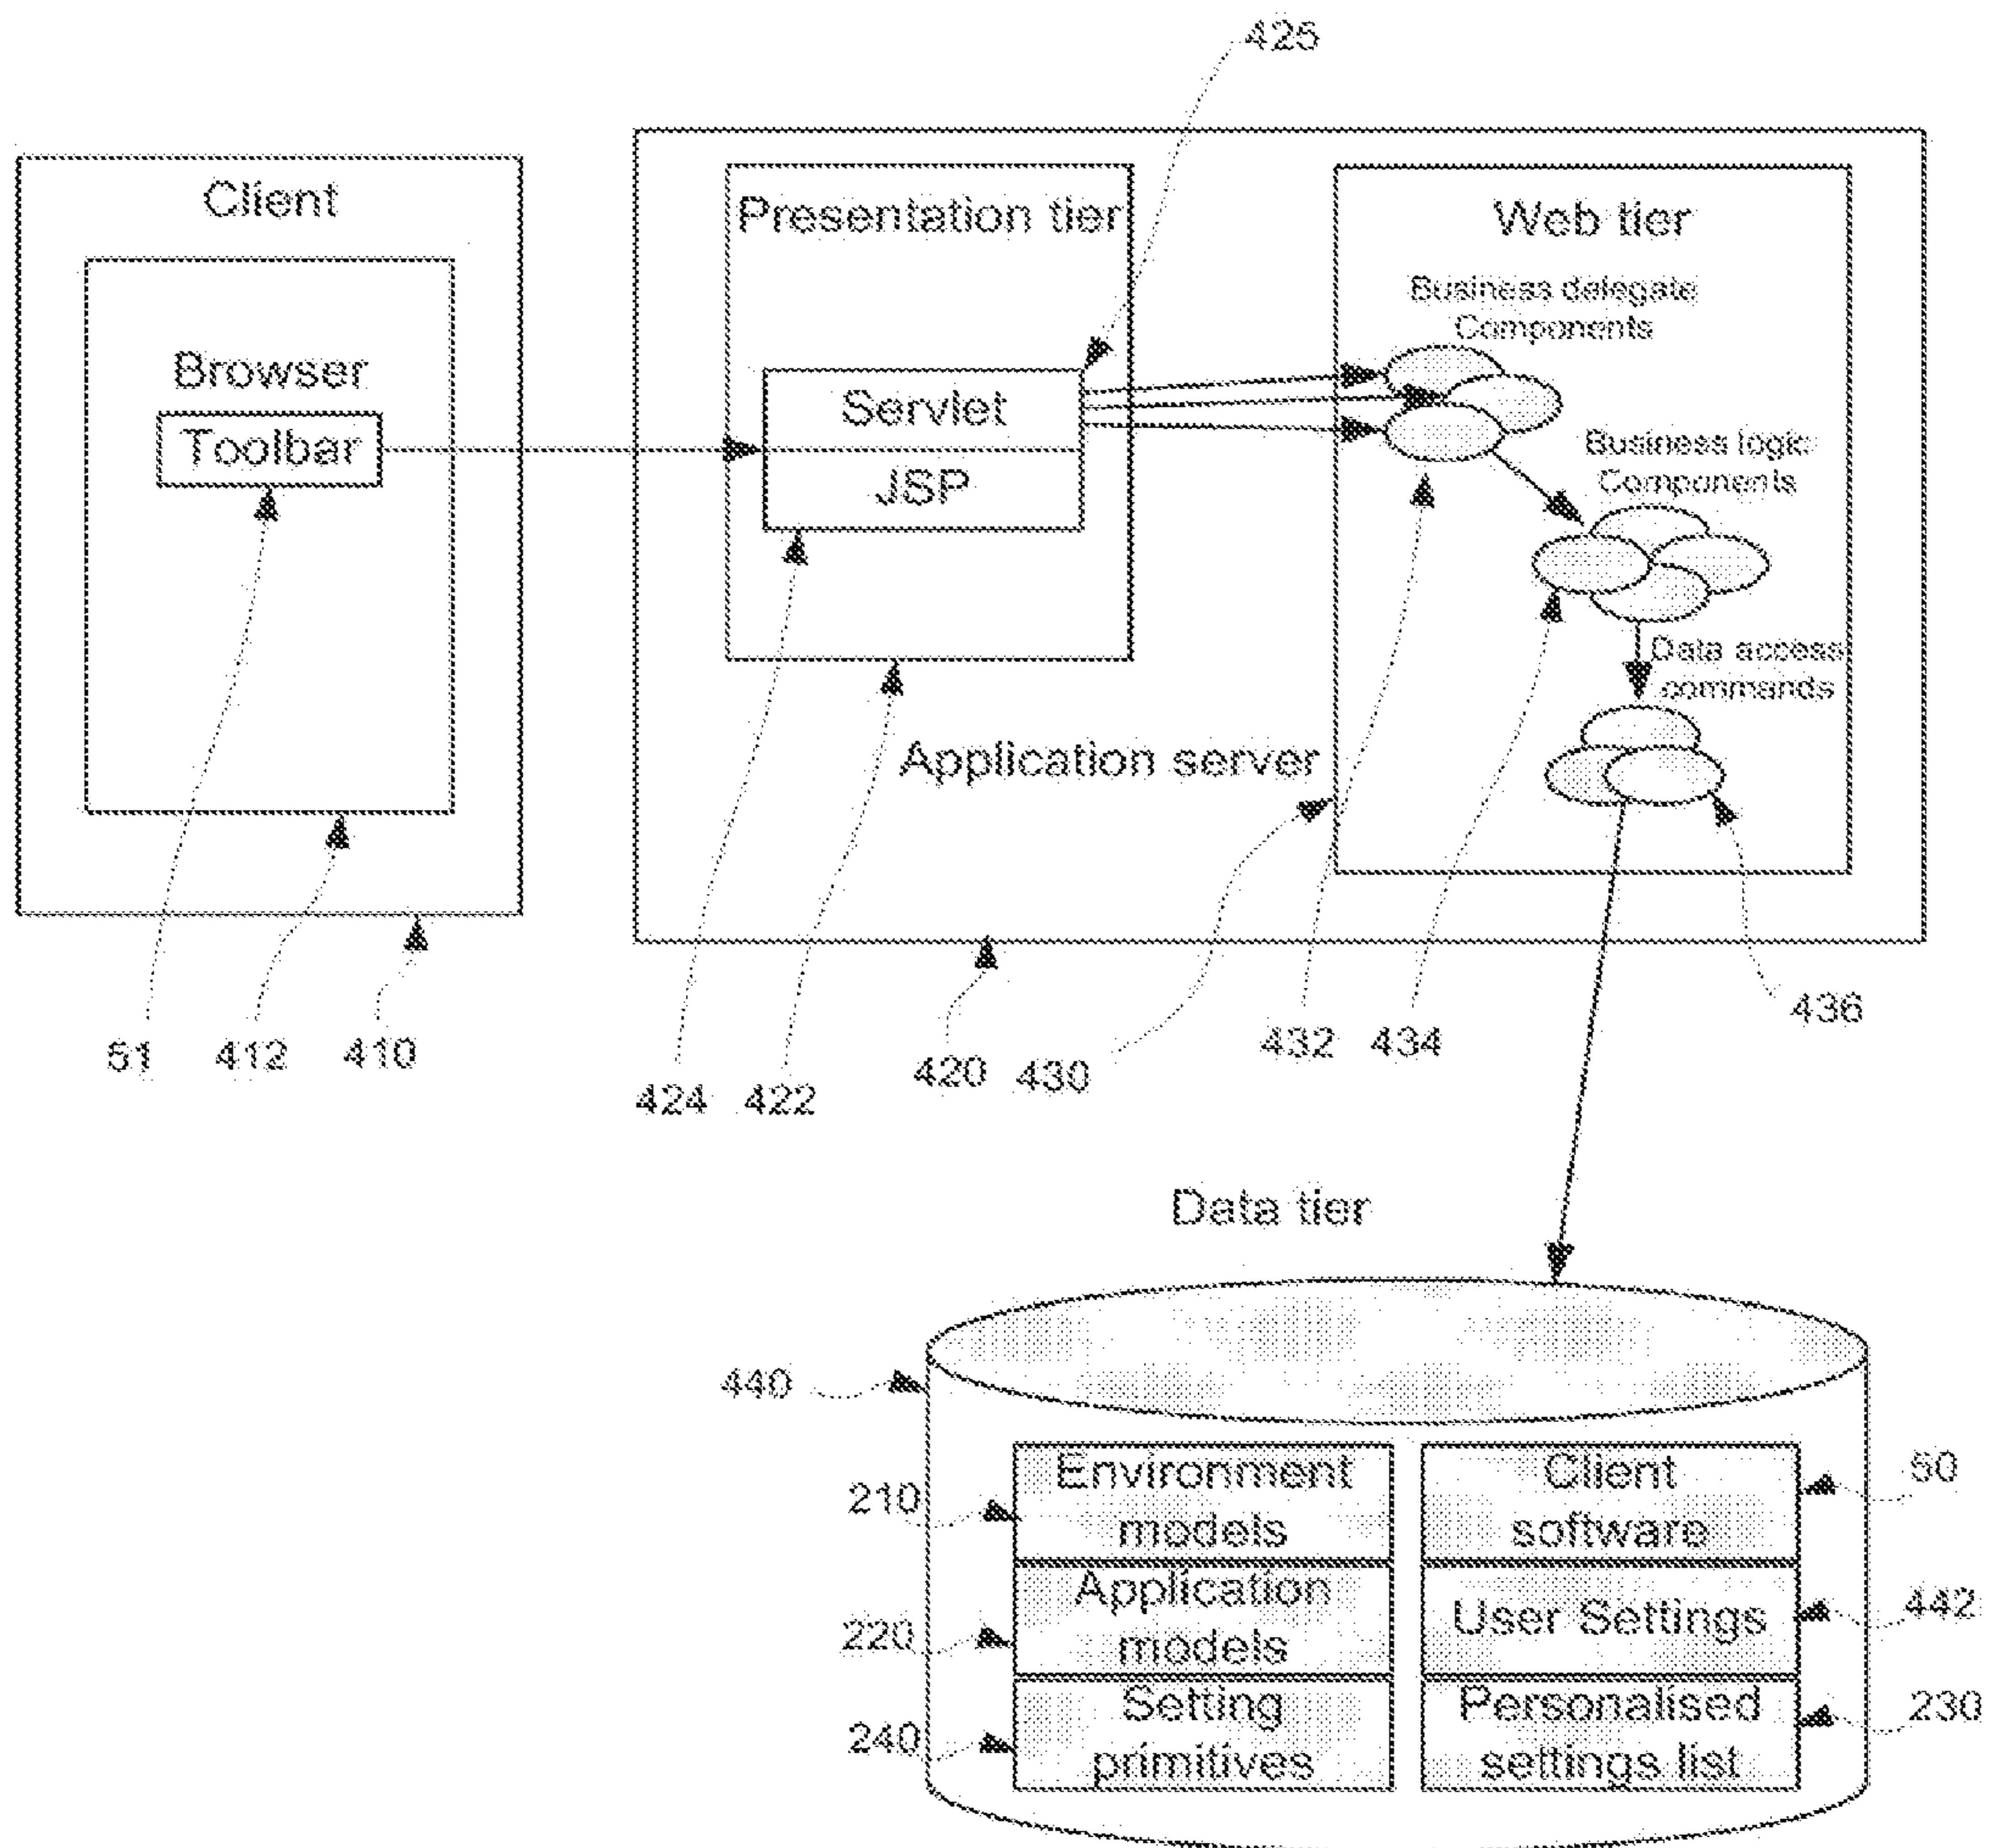 425
Client
Presentation tier
Web tier
Business delegate
Components
Browser
Toolbar
Servlet
JSP
Business logic
Components
Data access
commands
Application server
436
51
412
410
424
422
420
430
432
434
Data tier
440
210
Environment
models
Client
software
50
220
Application
models
User Settings
442
240
Setting
primitives
Personalised
settings list
230